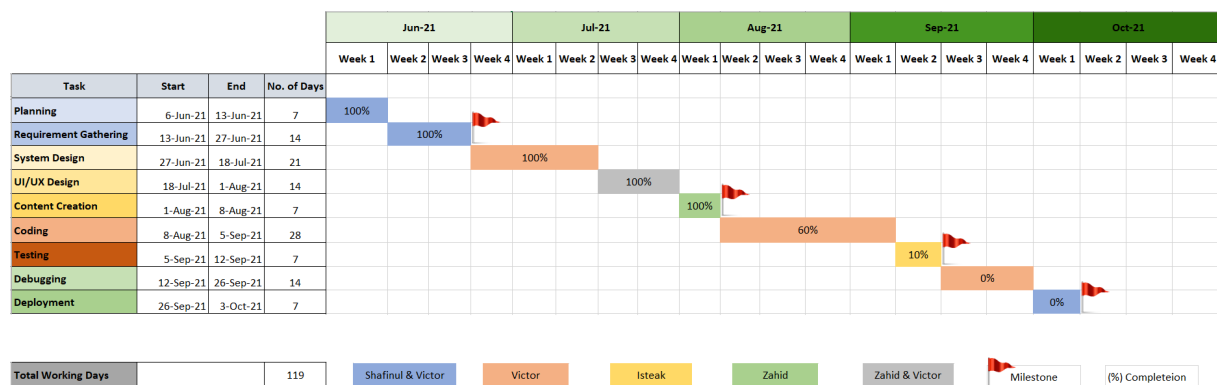 Jun-21 Jul-21 Aug-21 Sep-21 Oct-21
Week 1 Week 2 Week 3 Week 4 Week 1 Week 2 Week 3 Week 4 Week 1 Week 2 Week 3 Week 4 Week 1 Week 2 Week 3 Week 4 Week 1 Week 2 Week 3 Week 4
Task Start End No. of Days
Planning 6-Jun-21 13-Jun-21 7 100%
Requirement Gathering 13-Jun-21 27-Jun-21 14 100%
System Design 27-Jun-21 18-Jul-21 21 100%
UI/UX Design 18-Jul-21 1-Aug-21 14 100%
Content Creation 1-Aug-21 8-Aug-21 7 100%
Coding 8-Aug-21 5-Sep-21 28 60%
Testing 5-Sep-21 12-Sep-21 7 10%
Debugging 12-Sep-21 26-Sep-21 14 0%
Deployment 26-Sep-21 3-Oct-21 7 0%
Total Working Days 119 Shafinul & Victor Victor Isteak Zahid Zahid & Victor Milestone (%) Completeion